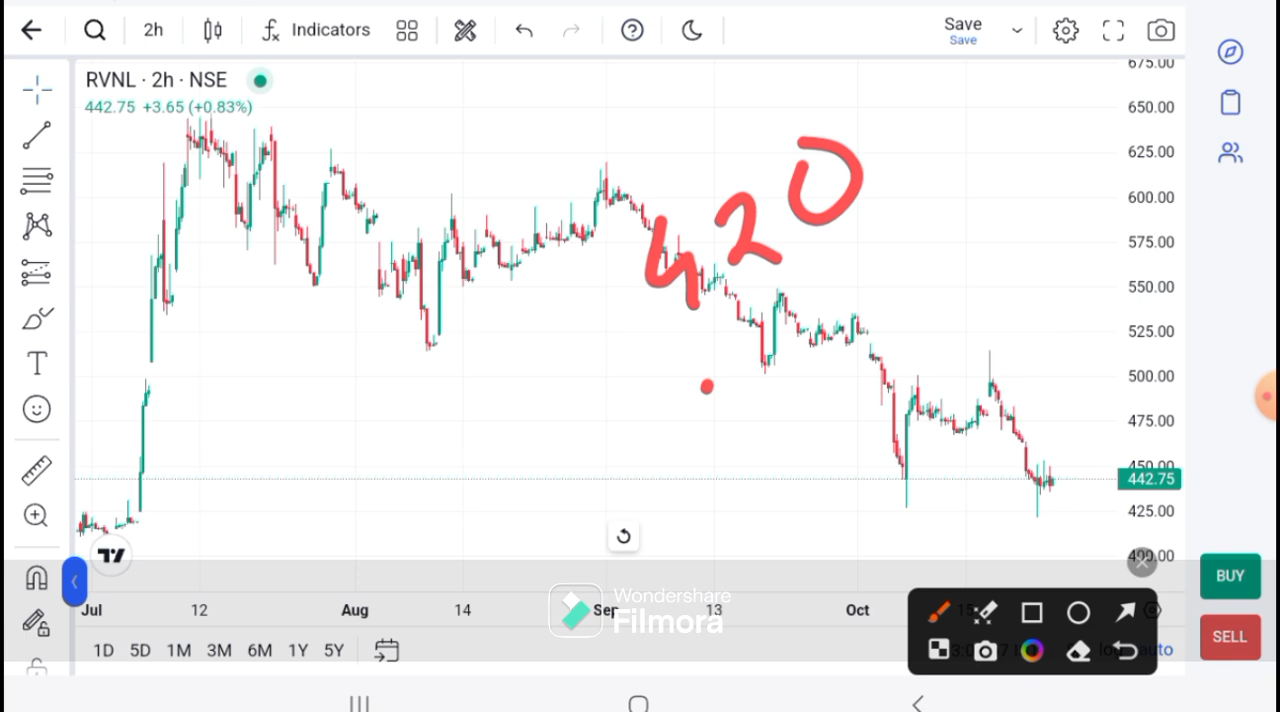 2h
Indicators
Save
Save
RVNL · 2h · NSE
442.75 +3.65 (+0.83%)
675.00
650.00
625.00
600.00
575.00
550.00
525.00
500.00
475.00
450.00
442.75
425.00
400.00
420
BUY
SELL
Jul
12
Aug
14
Sep
13
Oct
Wondershare
Filmora
1D
5D
1M
3M
6M
1Y
5Y
auto